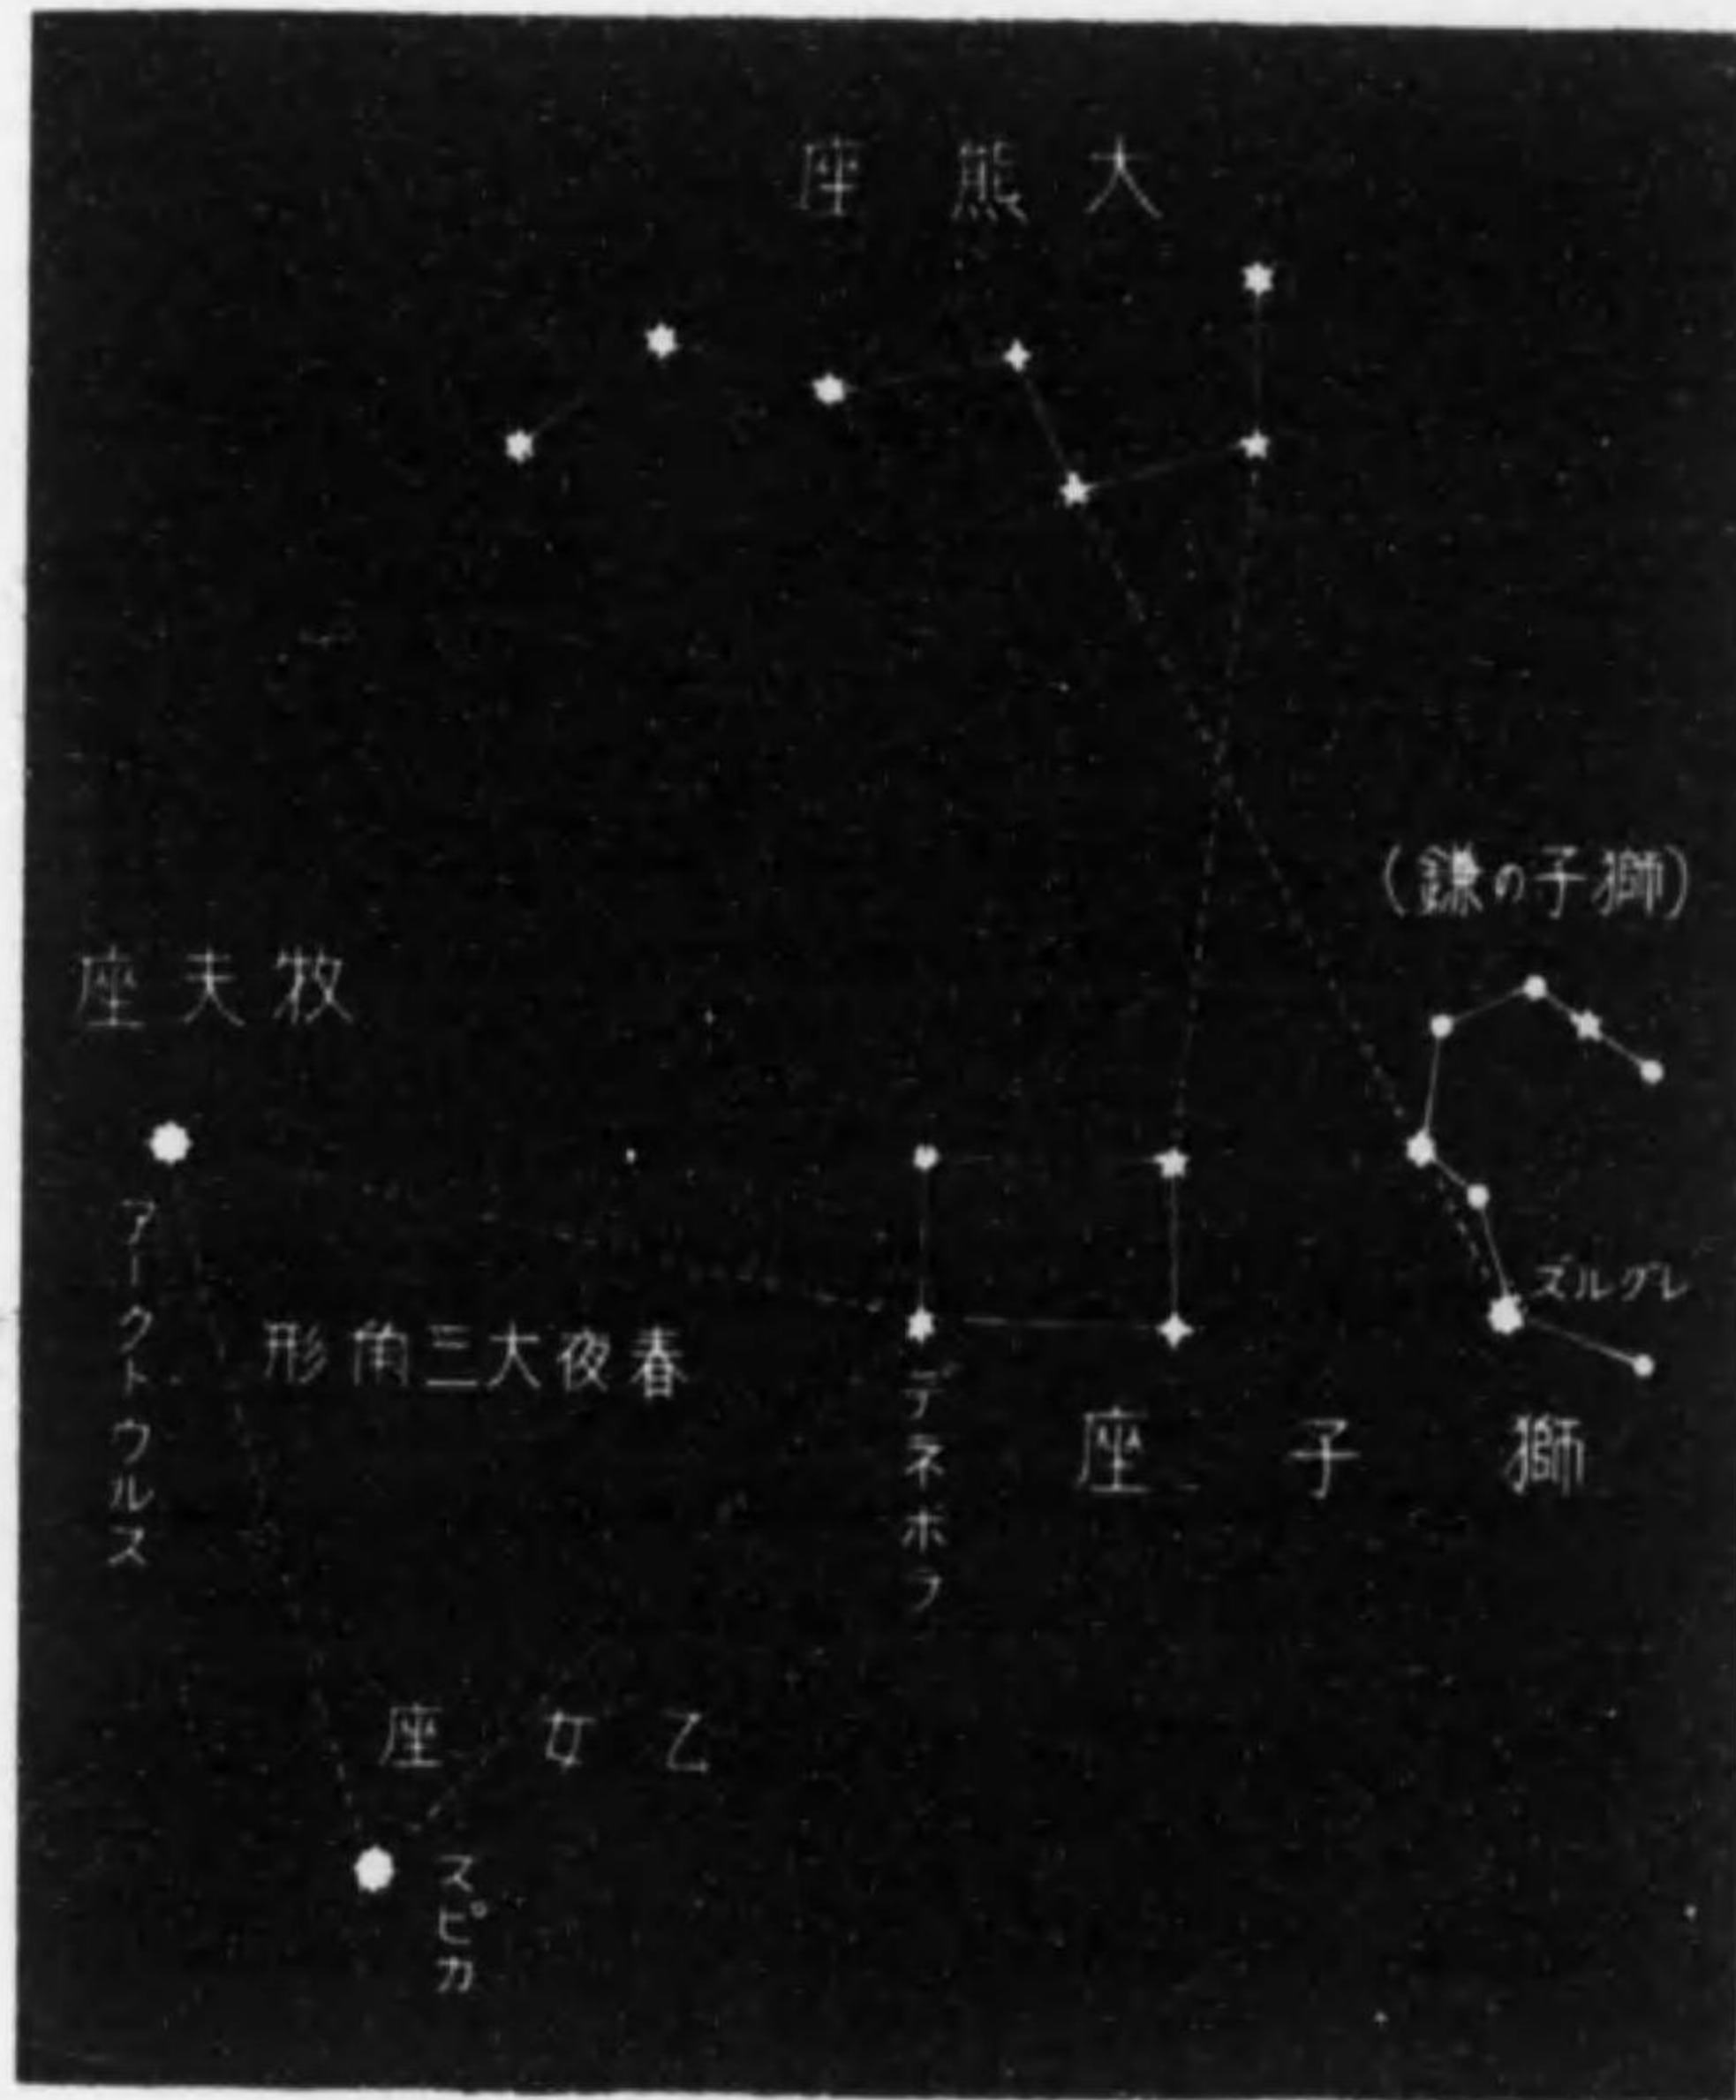 大熊座
(獅子の鎌)
牧夫座
アークトウルス
春夜大三角形
レグルズ
デネボラ
獅子座
乙女座
スピカ